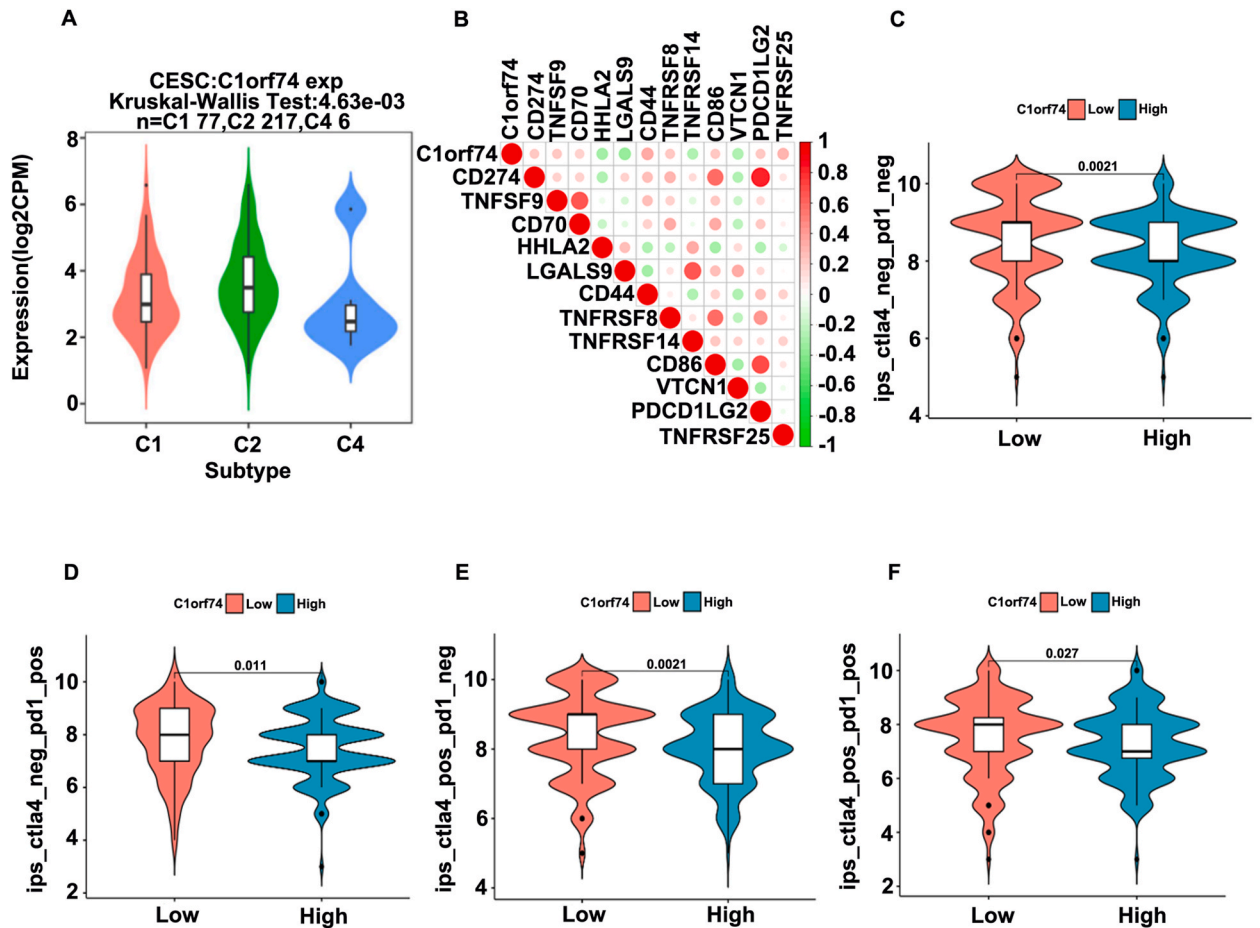 A
CESC:C1orf74 exp
Kruskal-Wallis Test:4.63e-03
n=C1 77,C2 217,C4 6
Expression(log2CPM)
8
6
4
2
0
C1 C2 C4
Subtype
B
C1orf74 CD274 TNFSF9 CD70 HHLA2 LGALS9 CD44 TNFRSF8 TNFRSF14 CD86 VTCN1 PDCD1LG2 TNFRSF25
C1orf74
CD274
TNFSF9
CD70
HHLA2
LGALS9
CD44
TNFRSF8
TNFRSF14
CD86
VTCN1
PDCD1LG2
TNFRSF25
1
0.8
0.6
0.4
0.2
0
-0.2
-0.4
-0.6
-0.8
-1
C
C1orf74 Low High
0.0021
ips_ctla4_neg_pd1_neg
10
8
6
4
Low High
D
C1orf74 Low High
0.011
ips_ctla4_neg_pd1_pos
10
8
6
4
2
Low High
E
C1orf74 Low High
0.0021
ips_ctla4_pos_pd1_neg
10
8
6
4
Low High
F
C1orf74 Low High
0.027
ips_ctla4_pos_pd1_pos
10
8
6
4
2
Low High